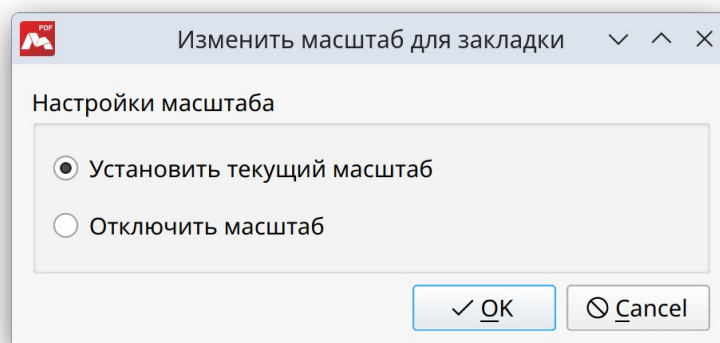 PDF
Изменить масштаб для закладки
Настройки масштаба
Установить текущий масштаб
Отключить масштаб
OK
Cancel